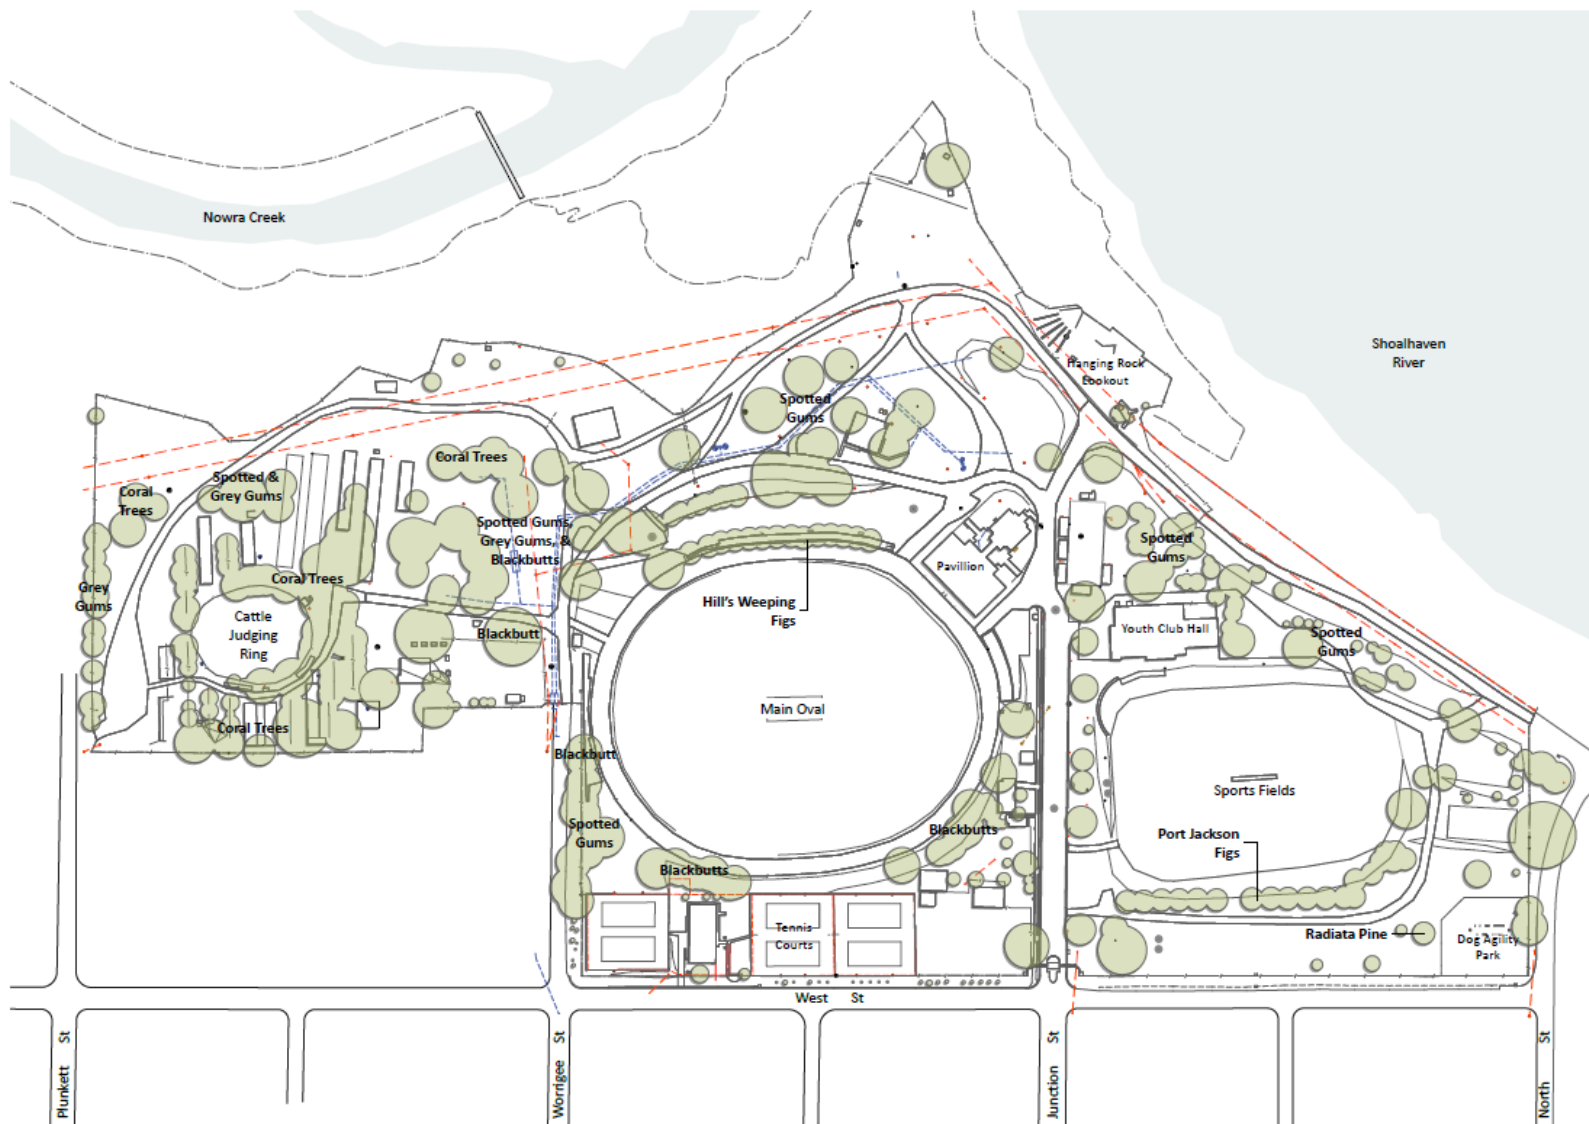 Nowra Creek
Shoalhaven
River
Hanging Rock
Lookout
Spotted
Gums
Coral Trees
Spotted &
Grey Gums
Coral
Trees
Spotted Gums,
Grey Gums, &
Blackbutts
Spotted
Gums
Pavillion
Coral Trees
Grey
Gums
Hill's Weeping
Figs
Cattle
Judging
Ring
Blackbutt
Youth Club Hall
Spotted
Gums
Main Oval
Coral Trees
Blackbutt
Sports Fields
Spotted
Gums
Blackbutts
Port Jackson
Figs
Blackbutts
Tennis
Courts
Radiata Pine
Dog Agility
Park
West St
Plunkett St
Worrigee St
Junction St
North St